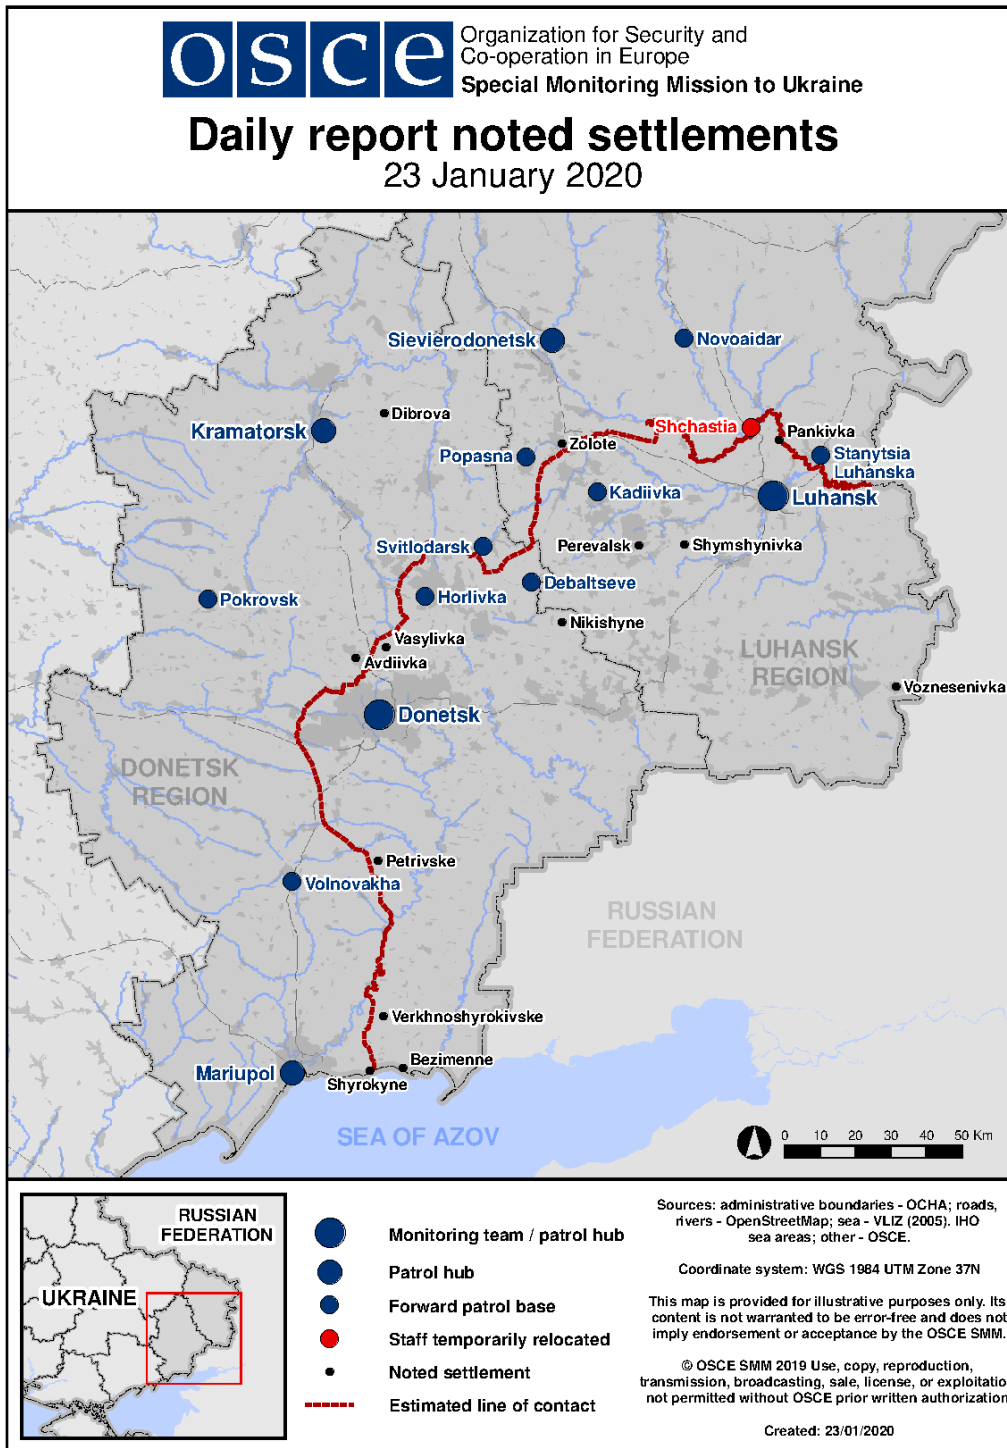 osce
Organization for Security and
Co-operation in Europe
Special Monitoring Mission to Ukraine
Daily report noted settlements
23 January 2020
Sievierodonetsk
Novoaidar
Dibrova
Kramatorsk
Shchastia
Pankivka
Zolote
Popasna
Stanytsia
Luhanska
Kadiivka
Luhansk
Svitlodarsk
Perevalsk
Shymshynivka
Debaltseve
Horlivka
Pokrovsk
Nikishyne
Vasylivka
Avdiivka
LUHANSK
REGION
Voznesenivka
Donetsk
DONETSK
REGION
Petrivske
Volnovakha
RUSSIAN
FEDERATION
Verkhnoshyrokivske
Bezimenne
Mariupol
Shyrokyne
SEA OF AZOV
0 10 20 30 40 50 Km
RUSSIAN
FEDERATION
UKRAINE
Monitoring team / patrol hub
Patrol hub
Forward patrol base
Staff temporarily relocated
Noted settlement
Estimated line of contact
Sources: administrative boundaries - OCHA; roads,
rivers - OpenStreetMap; sea - VLIZ (2005). IHO
sea areas; other - OSCE.
Coordinate system: WGS 1984 UTM Zone 37N
This map is provided for illustrative purposes only. Its
content is not warranted to be error-free and does not
imply endorsement or acceptance by the OSCE SMM.
© OSCE SMM 2019 Use, copy, reproduction,
transmission, broadcasting, sale, license, or exploitatio
not permitted without OSCE prior written authorization
Created: 23/01/2020